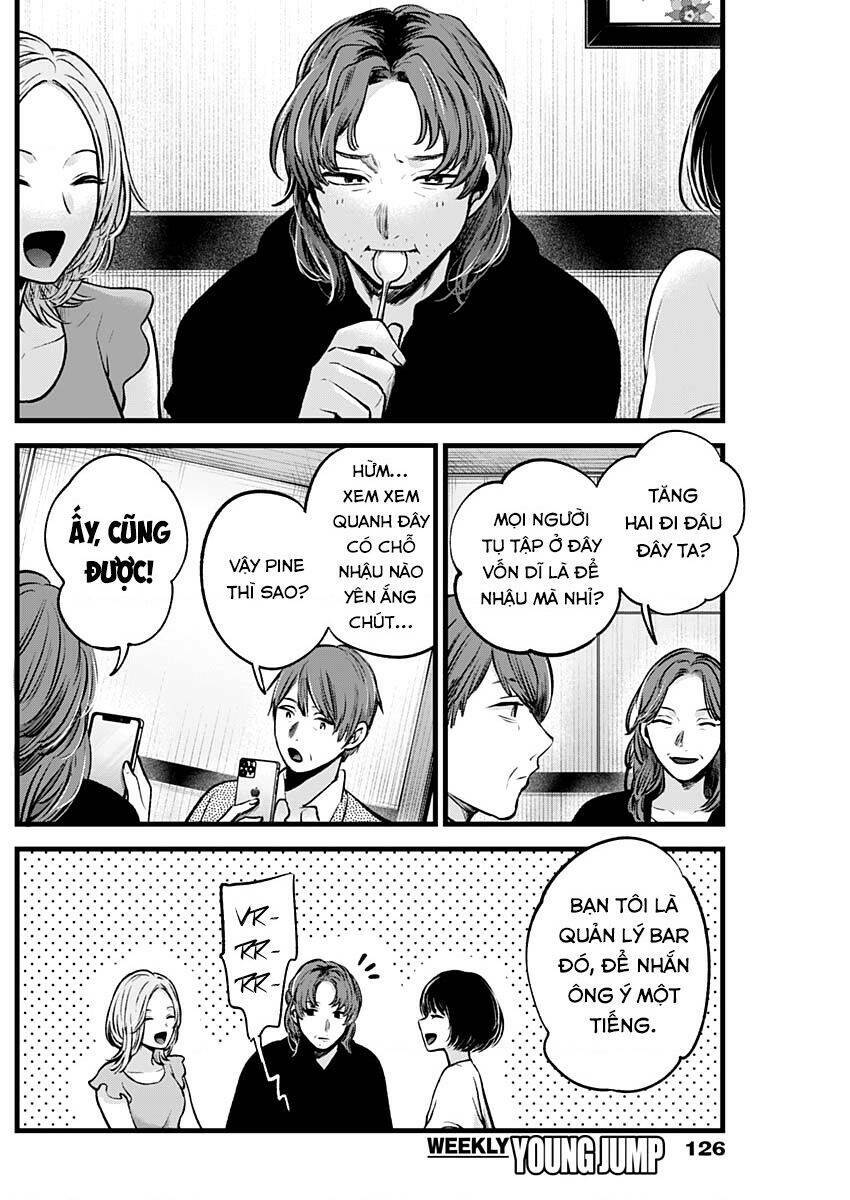 TĂNG
HAI ĐI ĐÂU
ĐÂY TA?
MỌI NGƯỜI
TỤ TẬP Ở ĐÂY
VỐN DĨ LÀ ĐỂ
NHẬU MÀ NHỈ?
HỪM...
XEM XEM
QUANH ĐÂY
CÓ CHỖ
NHẬU NÀO
YÊN ẮNG
CHÚT...
VẬY PINE
THÌ SAO?
ẤY, CŨNG
ĐƯỢC!
BẠN TÔI LÀ
QUẢN LÝ BAR
ĐÓ, ĐỂ NHẮN
ÔNG Ý MỘT
TIẾNG.
VR-
RR-
RR-
WEEKLY YOUNG JUMP 126